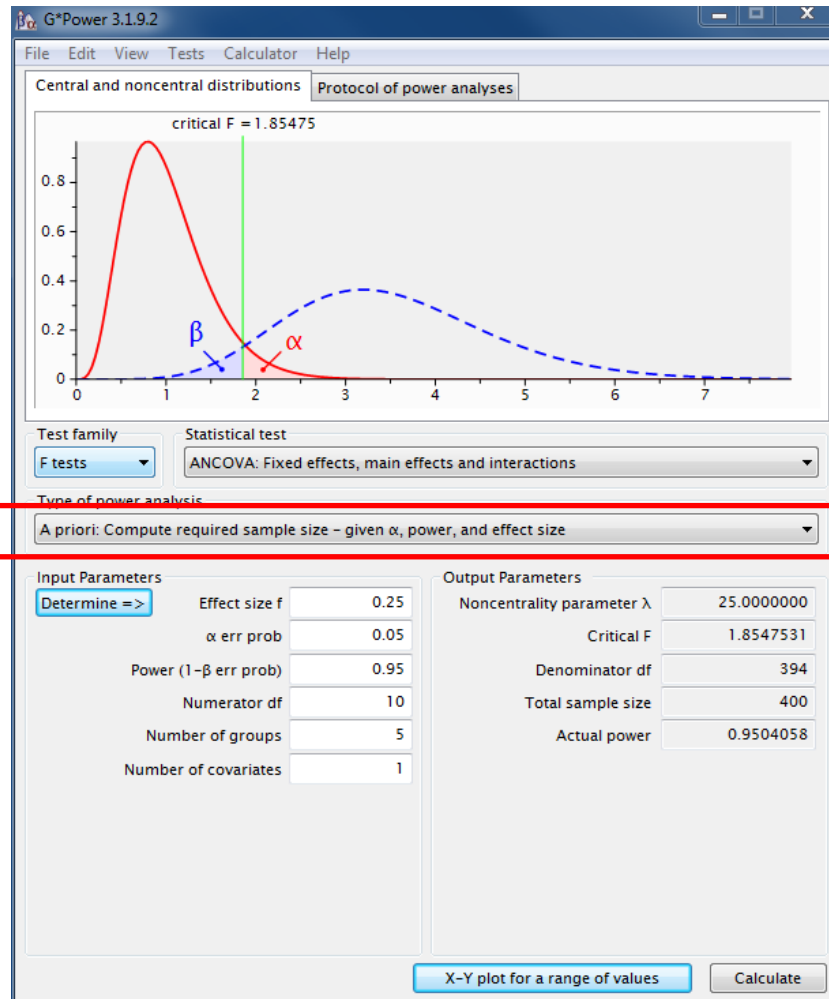 G*Power 3.1.9.2
File Edit View Tests Calculator Help
Central and noncentral distributions Protocol of power analyses
critical F = 1.85475
0.8
0.6
0.4
0.2
0
β
α
0 1 2 3 4 5 6 7
Test family Statistical test
F tests ANCOVA: Fixed effects, main effects and interactions
Type of power analysis
A priori: Compute required sample size – given α, power, and effect size
Input Parameters Output Parameters
Determine => Effect size f 0.25 Noncentrality parameter λ 25.0000000
α err prob 0.05 Critical F 1.8547531
Power (1-β err prob) 0.95 Denominator df 394
Numerator df 10 Total sample size 400
Number of groups 5 Actual power 0.9504058
Number of covariates 1
X-Y plot for a range of values Calculate